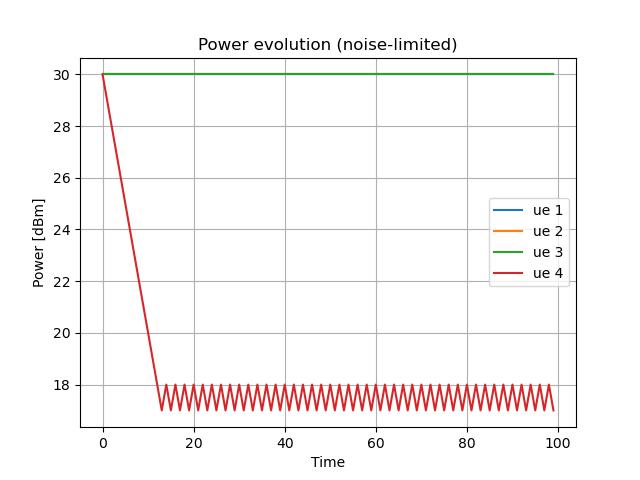 Power evolution (noise-limited)
30
28
26
24
22
20
18
Power [dBm]
ue 1
ue 2
ue 3
ue 4
0 20 40 60 80 100
Time